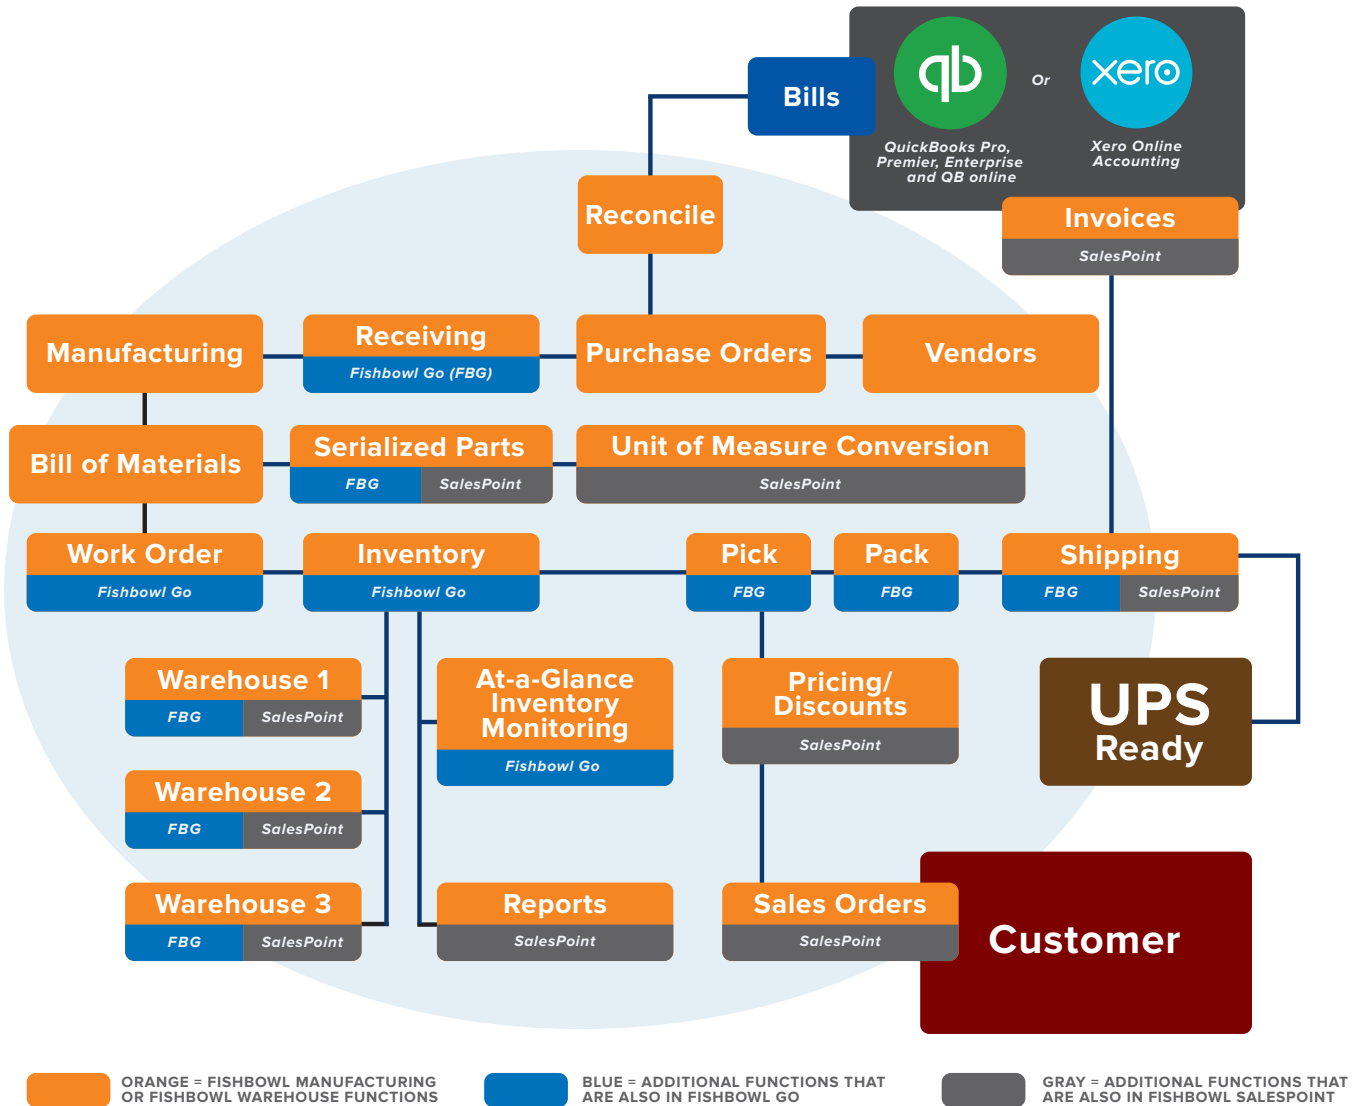 qb
Or
xero
Bills
QuickBooks Pro,
Premier, Enterprise
and QB online
Xero Online
Accounting
Reconcile
Invoices
SalesPoint
Manufacturing
Receiving
Fishbowl Go (FBG)
Purchase Orders
Vendors
Bill of Materials
Serialized Parts
FBG
SalesPoint
Unit of Measure Conversion
SalesPoint
Work Order
Fishbowl Go
Inventory
Fishbowl Go
Pick
FBG
Pack
FBG
Shipping
FBG
SalesPoint
Warehouse 1
FBG
SalesPoint
At-a-Glance
Inventory
Monitoring
Fishbowl Go
Pricing/
Discounts
SalesPoint
UPS
Ready
Warehouse 2
FBG
SalesPoint
Warehouse 3
FBG
SalesPoint
Reports
SalesPoint
Sales Orders
SalesPoint
Customer
ORANGE = FISHBOWL MANUFACTURING
OR FISHBOWL WAREHOUSE FUNCTIONS
BLUE = ADDITIONAL FUNCTIONS THAT
ARE ALSO IN FISHBOWL GO
GRAY = ADDITIONAL FUNCTIONS THAT
ARE ALSO IN FISHBOWL SALESPOINT